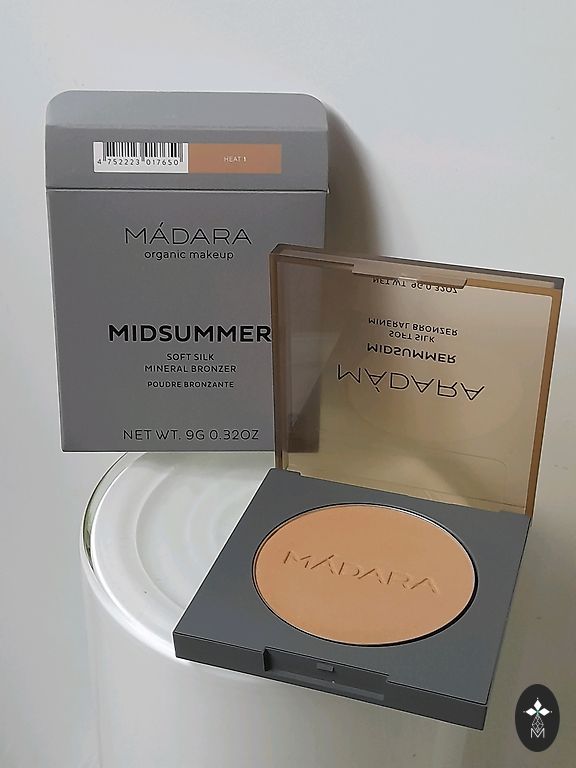 4 752223 017650
HEAT 1
MÁDARA
organic makeup
MIDSUMMER
SOFT SILK
MINERAL BRONZER
POUDRE BRONZANTE
NET WT. 9G 0.32OZ
NET WT. 9G 0.32OZ
MINERAL BRONZER
SOFT SILK
MIDSUMMER
MÁDARA
MÁDARA
M